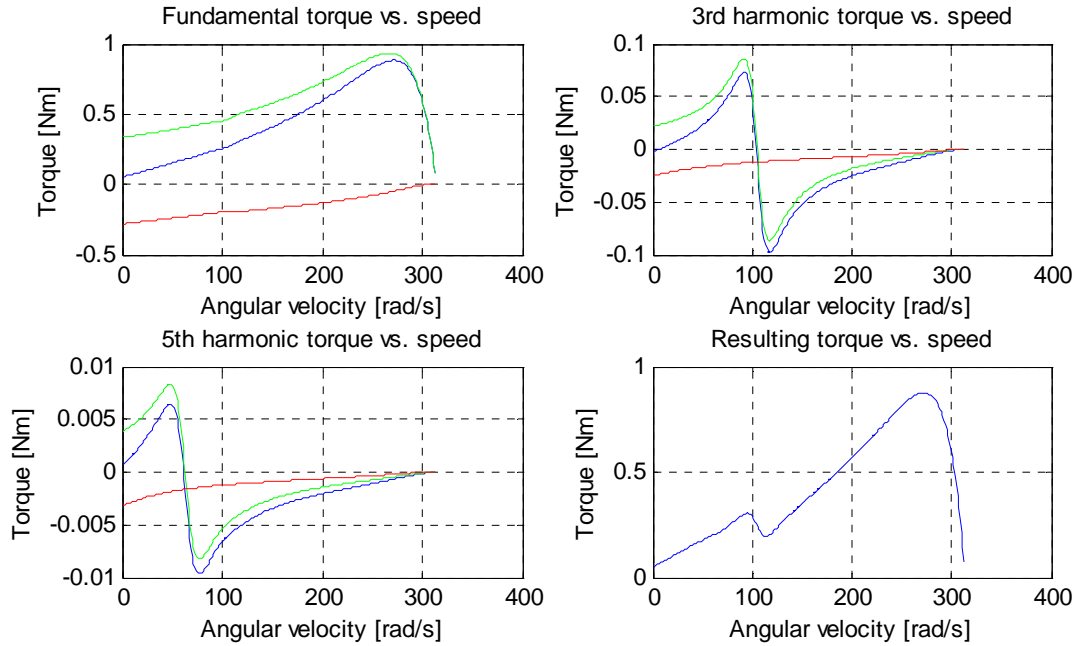 Fundamental torque vs. speed
1
0.5
0
-0.5
Torque [Nm]
0 100 200 300 400
Angular velocity [rad/s]
3rd harmonic torque vs. speed
0.1
0.05
0
-0.05
-0.1
Torque [Nm]
0 100 200 300 400
Angular velocity [rad/s]
5th harmonic torque vs. speed
0.01
0.005
0
-0.005
-0.01
Torque [Nm]
0 100 200 300 400
Angular velocity [rad/s]
Resulting torque vs. speed
1
0.5
0
Torque [Nm]
0 100 200 300 400
Angular velocity [rad/s]